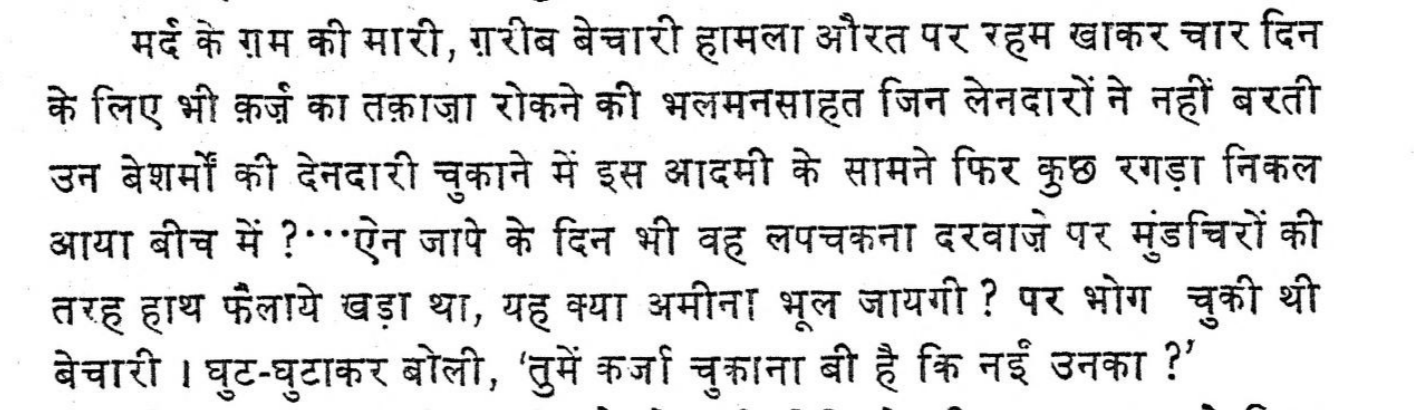 मर्द के ग़म की मारी, ग़रीब बेचारी हामला औरत पर रहम खाकर चार दिन
के लिए भी क़र्ज़ का तक़ाज़ा रोकने की भलमनसाहत जिन लेनदारों ने नहीं बरती
उन बेशर्मों की देनदारी चुकाने में इस आदमी के सामने फिर कुछ रगड़ा निकल
आया बीच में ?···ऐन जापे के दिन भी वह लपचकना दरवाज़े पर मुंडचिरों की
तरह हाथ फैलाये खड़ा था, यह क्या अमीना भूल जायगी ? पर भोग चुकी थी
बेचारी । घुट-घुटाकर बोली, ‘तुमें कर्जा चुकाना बी है कि नईं उनका ?’